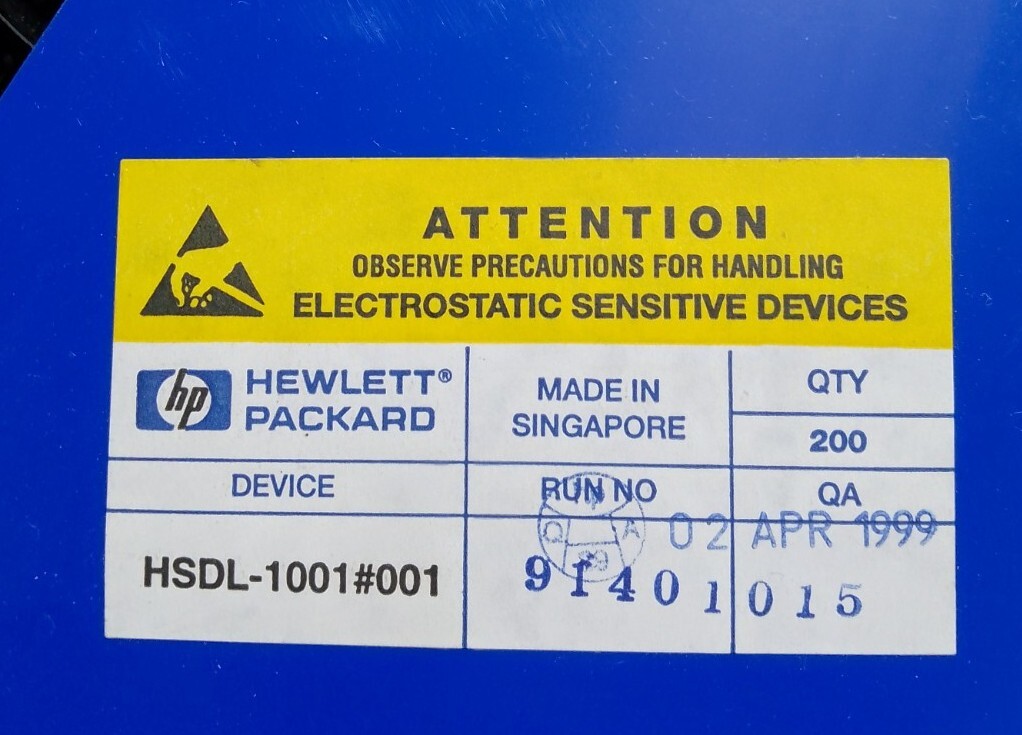 ATTENTION
OBSERVE PRECAUTIONS FOR HANDLING
ELECTROSTATIC SENSITIVE DEVICES
hp HEWLETT®
PACKARD
MADE IN
SINGAPORE
QTY
200
DEVICE
RUN NO
QA
HSDL-1001#001
Q A
99
02 APR 1999
91401015